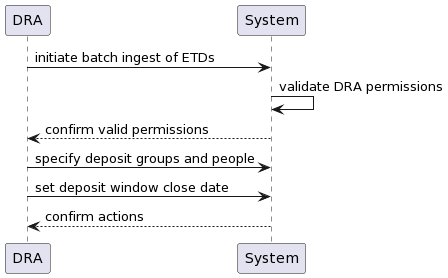 DRA System
initiate batch ingest of ETDs
validate DRA permissions
confirm valid permissions
specify deposit groups and people
set deposit window close date
confirm actions
DRA System